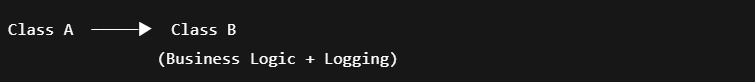 Class A ———▶ Class B
(Business Logic + Logging)